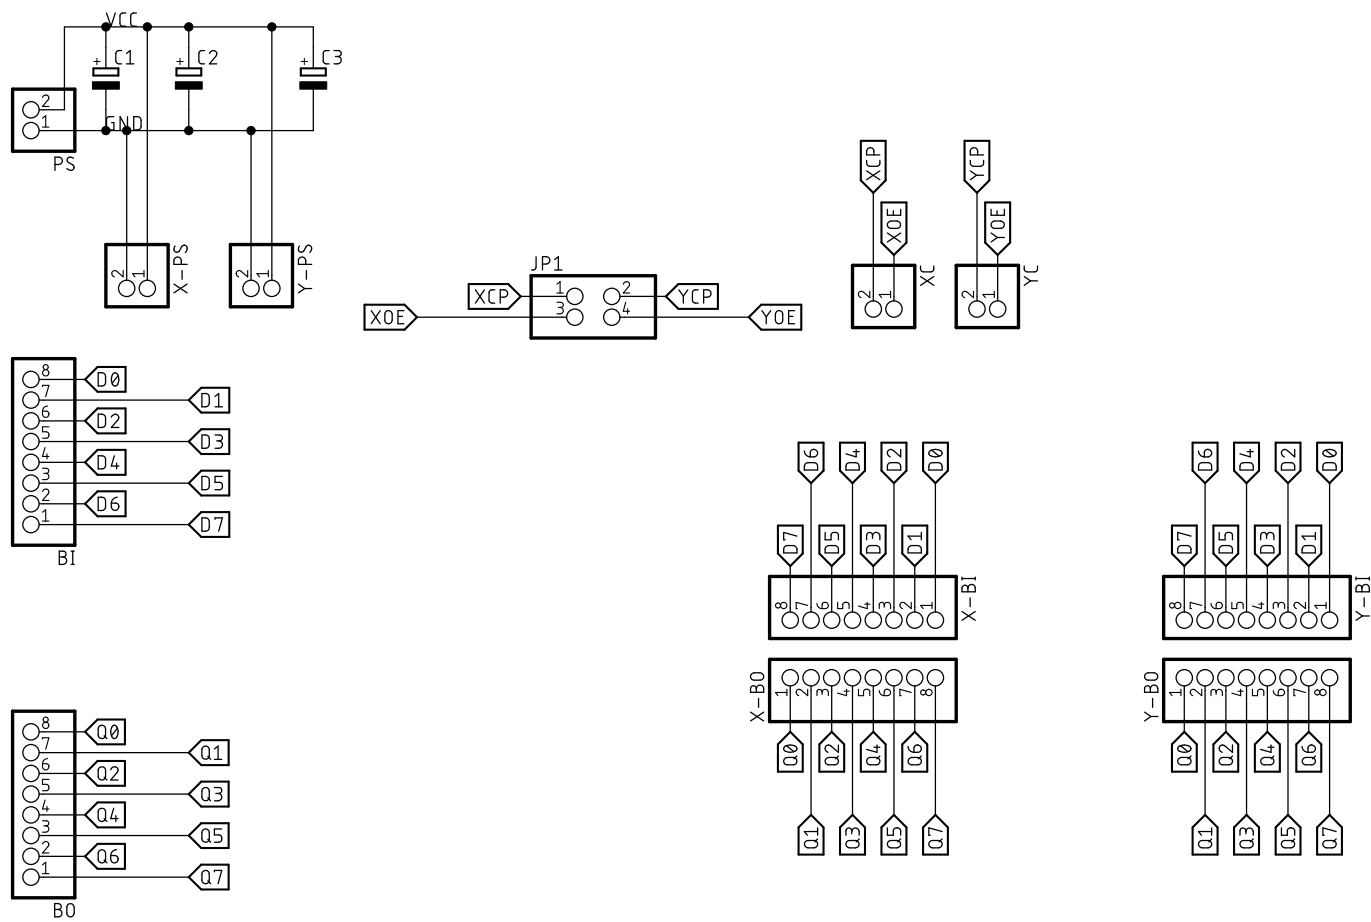 VCC
+ C1
+ C2
+ C3
2
1
GND
PS
2 1
X-PS
2 1
Y-PS
JP1
XCP 1 2 YCP
XOE 3 4 YOE
XCP
XOE
2 1
XC
YCP
YOE
2 1
YC
8 D0
7 D1
6 D2
5 D3
4 D4
3 D5
2 D6
1 D7
BI
D6 D4 D2 D0
D7 D5 D3 D1
8 7 6 5 4 3 2 1
X-BI
D6 D4 D2 D0
D7 D5 D3 D1
8 7 6 5 4 3 2 1
Y-BI
X-BO
1 2 3 4 5 6 7 8
Q0 Q2 Q4 Q6
Q1 Q3 Q5 Q7
Y-BO
1 2 3 4 5 6 7 8
Q0 Q2 Q4 Q6
Q1 Q3 Q5 Q7
8 Q0
7 Q1
6 Q2
5 Q3
4 Q4
3 Q5
2 Q6
1 Q7
BO